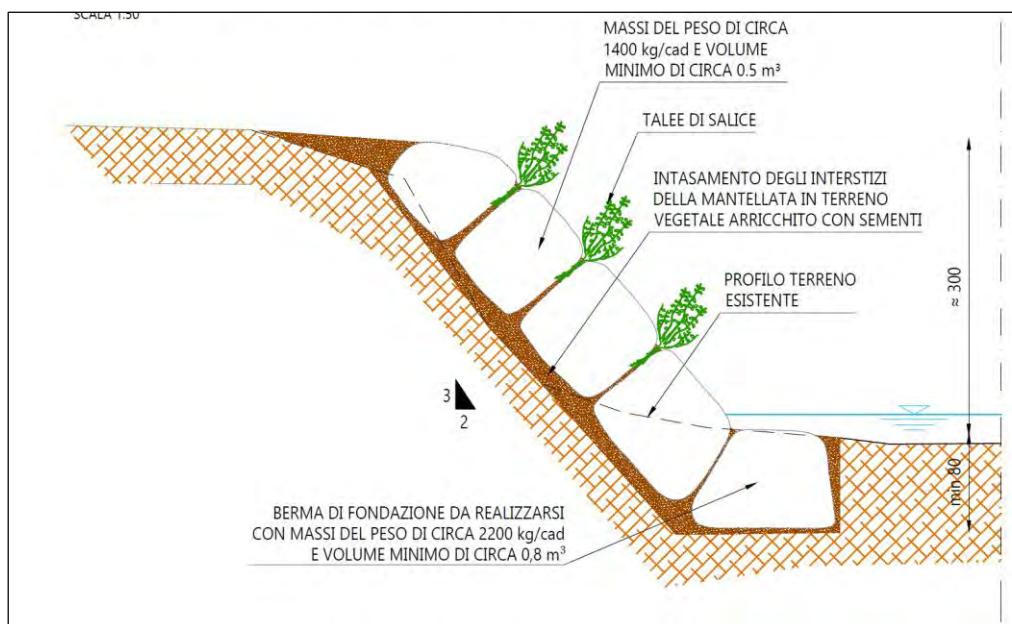 SCALA 1:50
MASSI DEL PESO DI CIRCA
1400 kg/cad E VOLUME
MINIMO DI CIRCA 0.5 m³
TALEE DI SALICE
INTASAMENTO DEGLI INTERSTIZI
DELLA MANTELLATA IN TERRENO
VEGETALE ARRICCHITO CON SEMENTI
PROFILO TERRENO
ESISTENTE
≈ 300
3
2
min 80
BERMA DI FONDAZIONE DA REALIZZARSI
CON MASSI DEL PESO DI CIRCA 2200 kg/cad
E VOLUME MINIMO DI CIRCA 0,8 m³